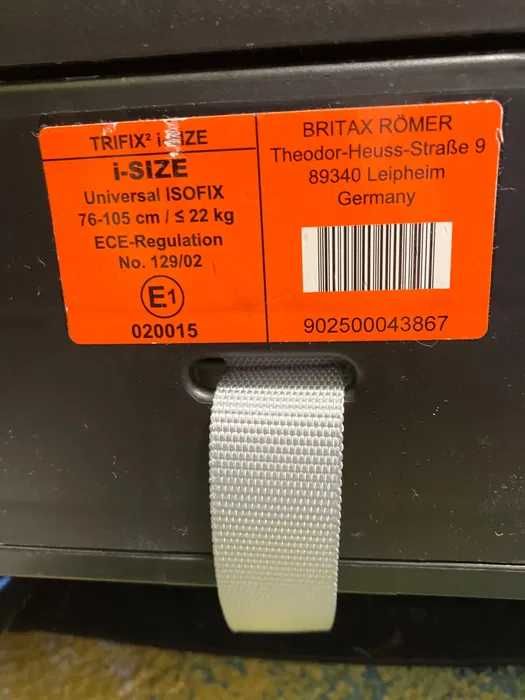 TRIFIX² i-SIZE
i-SIZE
Universal ISOFIX
76-105 cm / ≤ 22 kg
ECE-Regulation
No. 129/02
E1
020015
BRITAX RÖMER
Theodor-Heuss-Straße 9
89340 Leipheim
Germany
902500043867